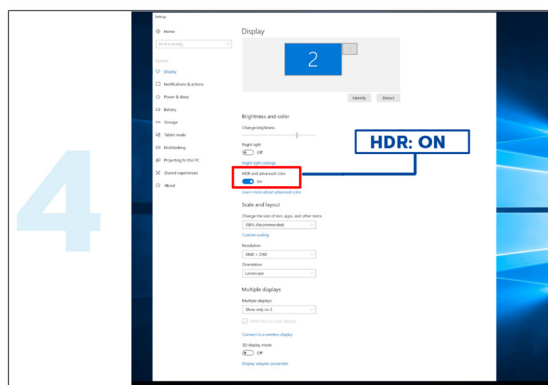 4
Settings
Home
Find a setting
System
Display
Notifications & actions
Power & sleep
Battery
Storage
Tablet mode
Multitasking
Projecting to this PC
Shared experiences
About
Display
2
1
Identify
Detect
Brightness and color
Change brightness
Night light
Off
Night light settings
HDR and advanced color
On
Learn more about advanced color
HDR: ON
Scale and layout
Change the size of text, apps, and other items
Custom scaling
Resolution
3840 × 2160
Orientation
Landscape
Multiple displays
Multiple displays
Show only on 2
Connect to a wireless display
3D display mode
Off
Display adapter properties